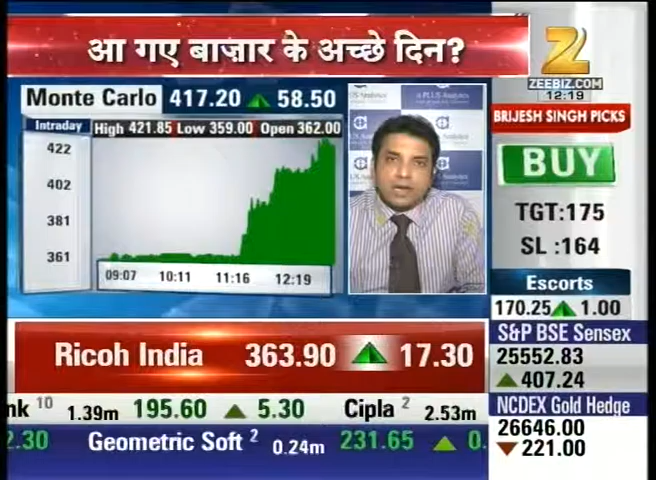 आ गए बाज़ार के अच्छे दिन?
ZEEBIZ.COM
12:19
Monte Carlo 417.20 58.50
Intraday High 421.85 Low 359.00 Open 362.00
422
402
381
361
09:07 10:11 11:16 12:19
BRIJESH SINGH PICKS
BUY
TGT:175
SL :164
Escorts
170.25 1.00
Ricoh India 363.90 17.30
S&P BSE Sensex
25552.83
407.24
NCDEX Gold Hedge
26646.00
221.00
nk 10 1.39m 195.60 5.30 Cipla 2 2.53m
2.30 Geometric Soft 2 0.24m 231.65 0.